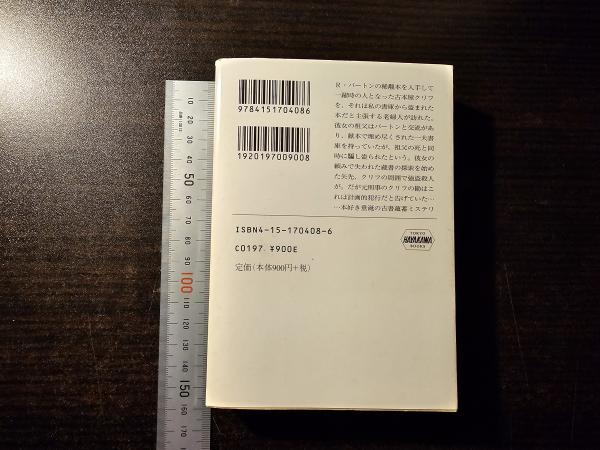 9784151704086
1920197009008
R・バートンの稀覯本を入手して
一躍時の人となった古本屋クリフ
を、それは私の書庫から盗まれた
本だと主張する老婦人が訪れた。
彼女の祖父はバートンと交流があ
り、献本で埋め尽くされた一大書
庫を持っていたが、祖父の死と同
時に騙し盗られたという。彼女の
頼みで失われた蔵書の探索を始め
た矢先、クリフの周囲で強盗殺人
が。だが元刑事のクリフの勘はこ
れは計画的犯行だと告げていた…
…本好き垂涎の古書蘊蓄ミステリ
ISBN4-15-170408-6
C0197 ¥900E
定価(本体900円+税)
TOKYO
HAYAKAWA
BOOKS
10
20
30
40
50
60
70
80
90
100
110
120
130
140
150
160
170